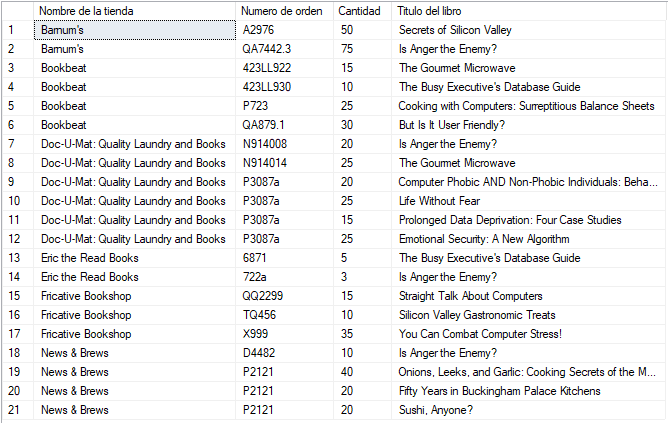 Nombre de la tienda Numero de orden Cantidad Titulo del libro
1 Barnum's A2976 50 Secrets of Silicon Valley
2 Barnum's QA7442.3 75 Is Anger the Enemy?
3 Bookbeat 423LL922 15 The Gourmet Microwave
4 Bookbeat 423LL930 10 The Busy Executive's Database Guide
5 Bookbeat P723 25 Cooking with Computers: Surreptitious Balance Sheets
6 Bookbeat QA879.1 30 But Is It User Friendly?
7 Doc-U-Mat: Quality Laundry and Books N914008 20 Is Anger the Enemy?
8 Doc-U-Mat: Quality Laundry and Books N914014 25 The Gourmet Microwave
9 Doc-U-Mat: Quality Laundry and Books P3087a 20 Computer Phobic AND Non-Phobic Individuals: Beha...
10 Doc-U-Mat: Quality Laundry and Books P3087a 25 Life Without Fear
11 Doc-U-Mat: Quality Laundry and Books P3087a 15 Prolonged Data Deprivation: Four Case Studies
12 Doc-U-Mat: Quality Laundry and Books P3087a 25 Emotional Security: A New Algorithm
13 Eric the Read Books 6871 5 The Busy Executive's Database Guide
14 Eric the Read Books 722a 3 Is Anger the Enemy?
15 Fricative Bookshop QQ2299 15 Straight Talk About Computers
16 Fricative Bookshop TQ456 10 Silicon Valley Gastronomic Treats
17 Fricative Bookshop X999 35 You Can Combat Computer Stress!
18 News & Brews D4482 10 Is Anger the Enemy?
19 News & Brews P2121 40 Onions, Leeks, and Garlic: Cooking Secrets of the M...
20 News & Brews P2121 20 Fifty Years in Buckingham Palace Kitchens
21 News & Brews P2121 20 Sushi, Anyone?